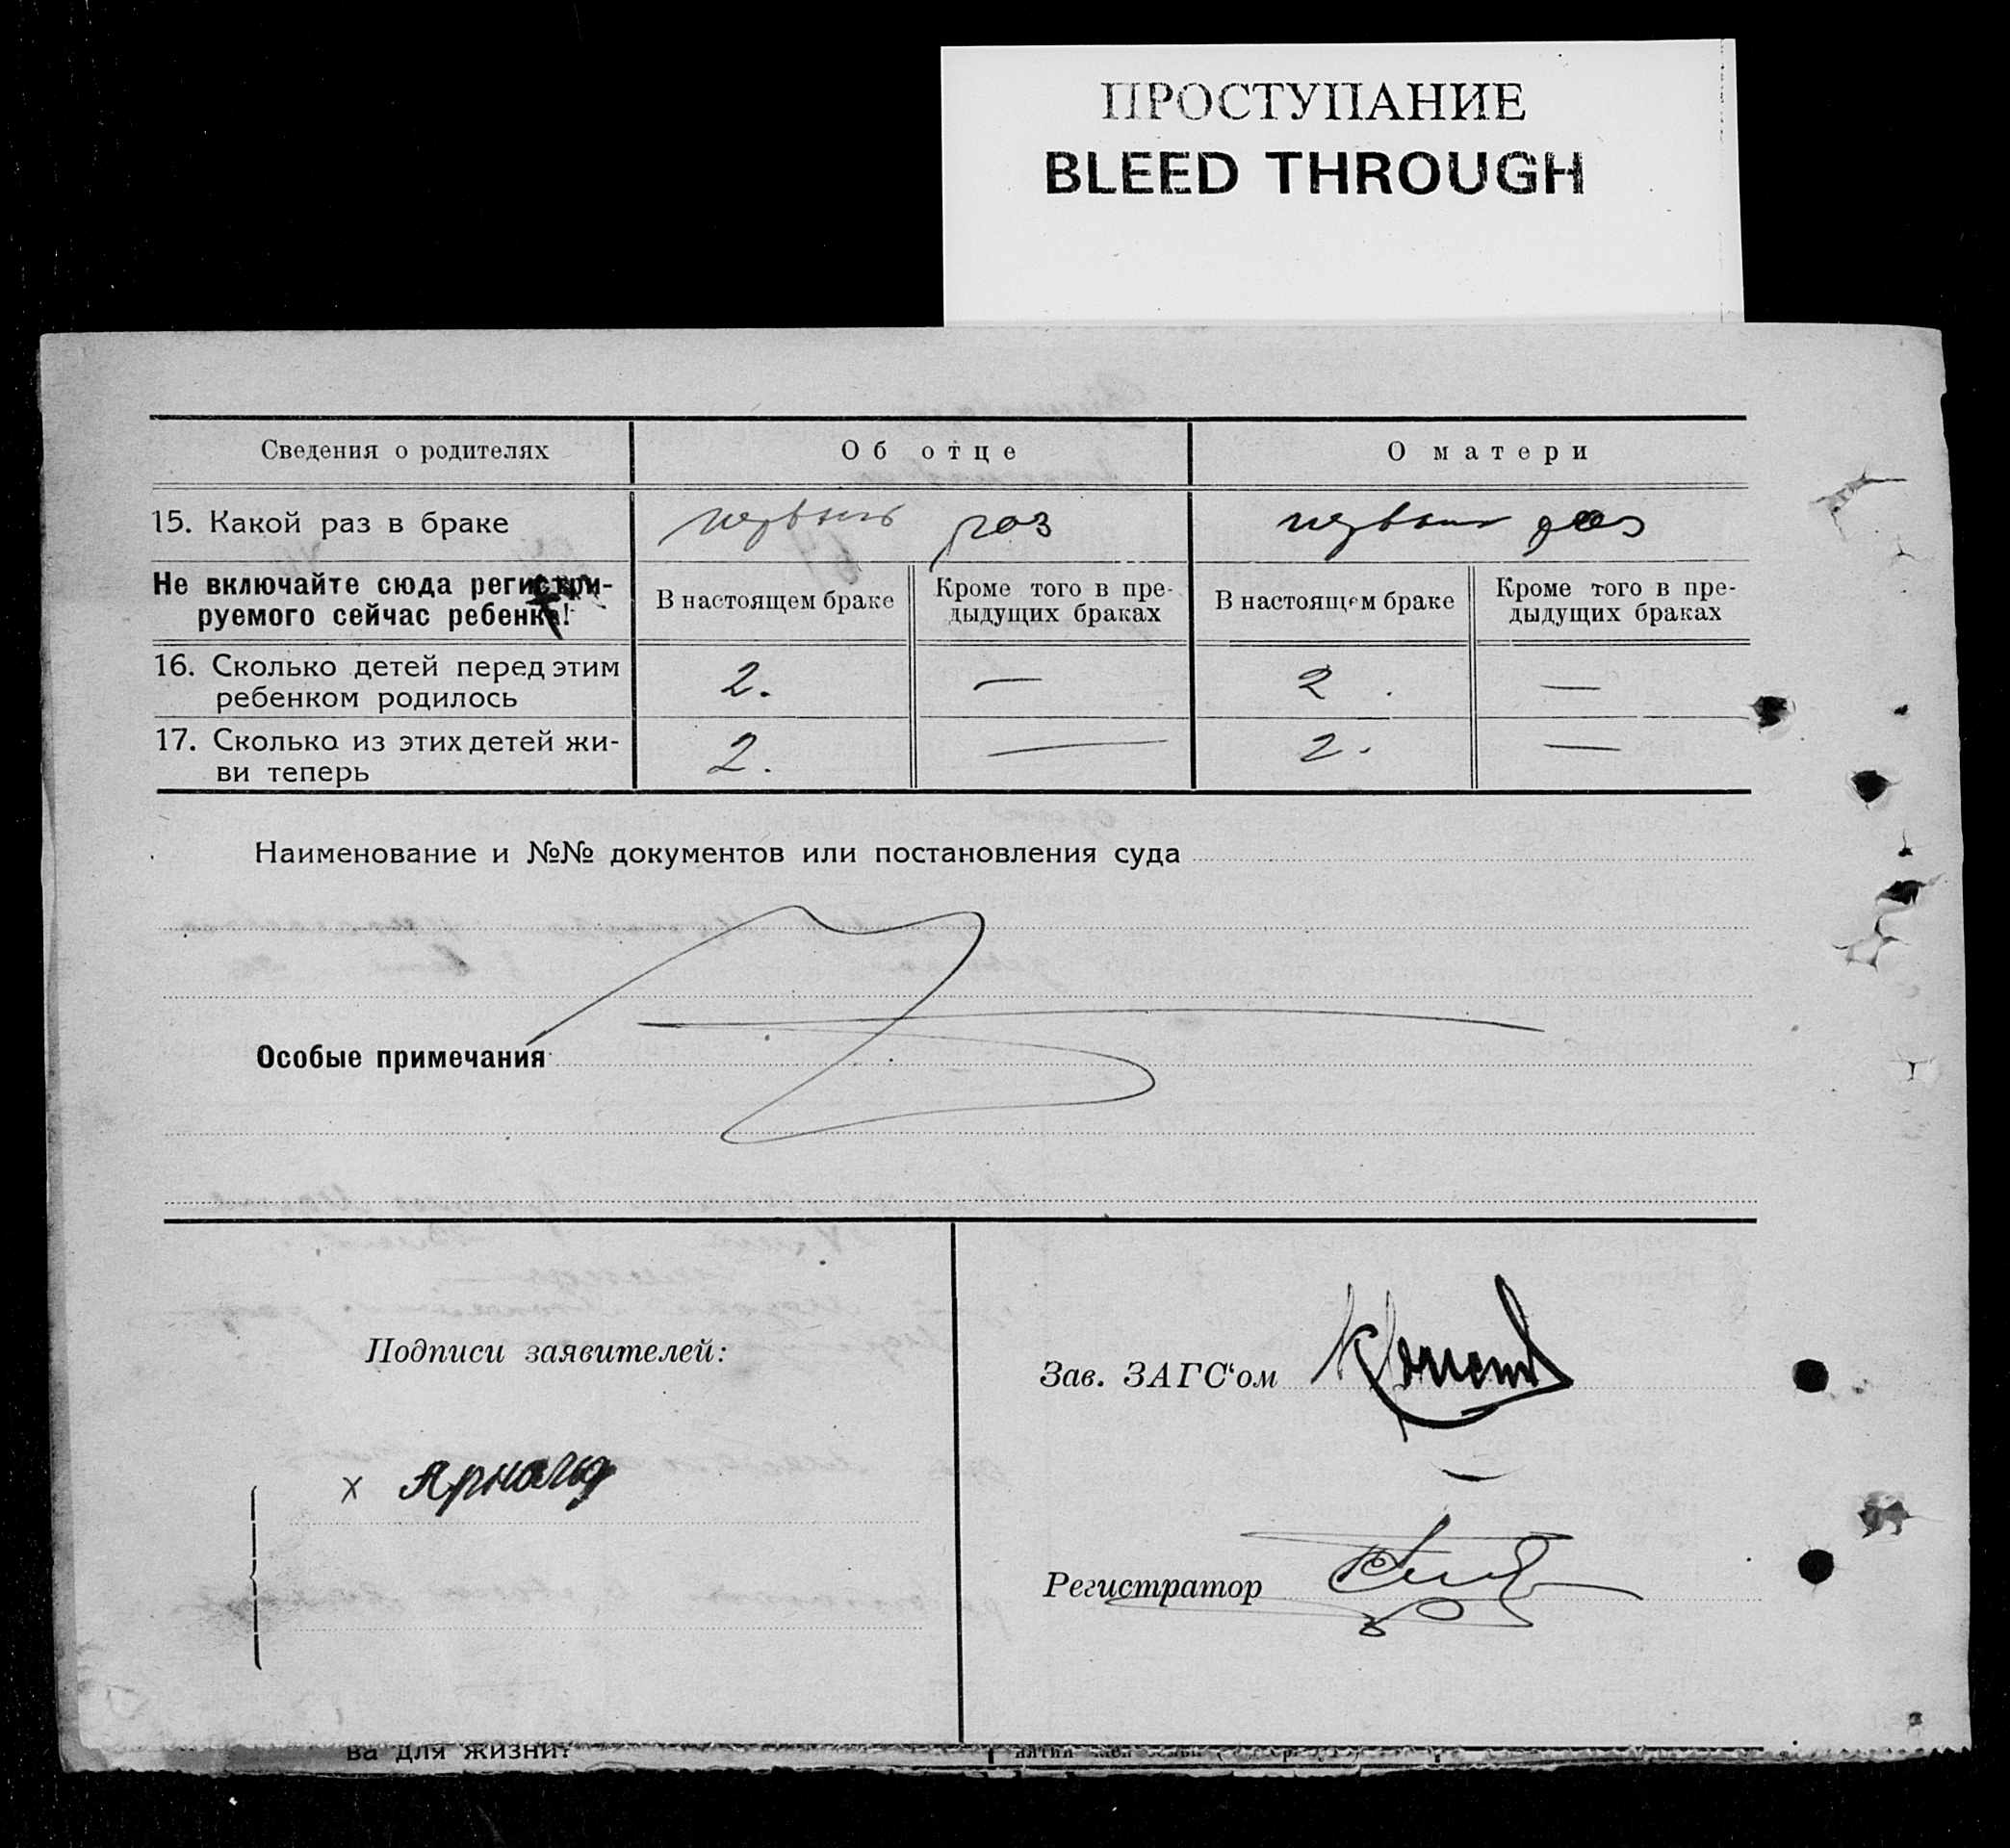 ПРОСТУПАНИЕ
BLEED THROUGH
Сведения о родителях
Об отце
О матери
15. Какой раз в браке
первый раз
первый раз
Не включайте сюда регистри-
руемого сейчас ребенка!
В настоящем браке
Кроме того в пре-
дыдущих браках
В настоящем браке
Кроме того в пре-
дыдущих браках
16. Сколько детей перед этим
ребенком родилось
2.
—
2.
—
17. Сколько из этих детей жи-
ви теперь
2.
—
2.
—
Наименование и №№ документов или постановления суда
Особые примечания
Подписи заявителей:
х Арнольд
Зав. ЗАГС‘ом
Регистратор
ва для жизни?